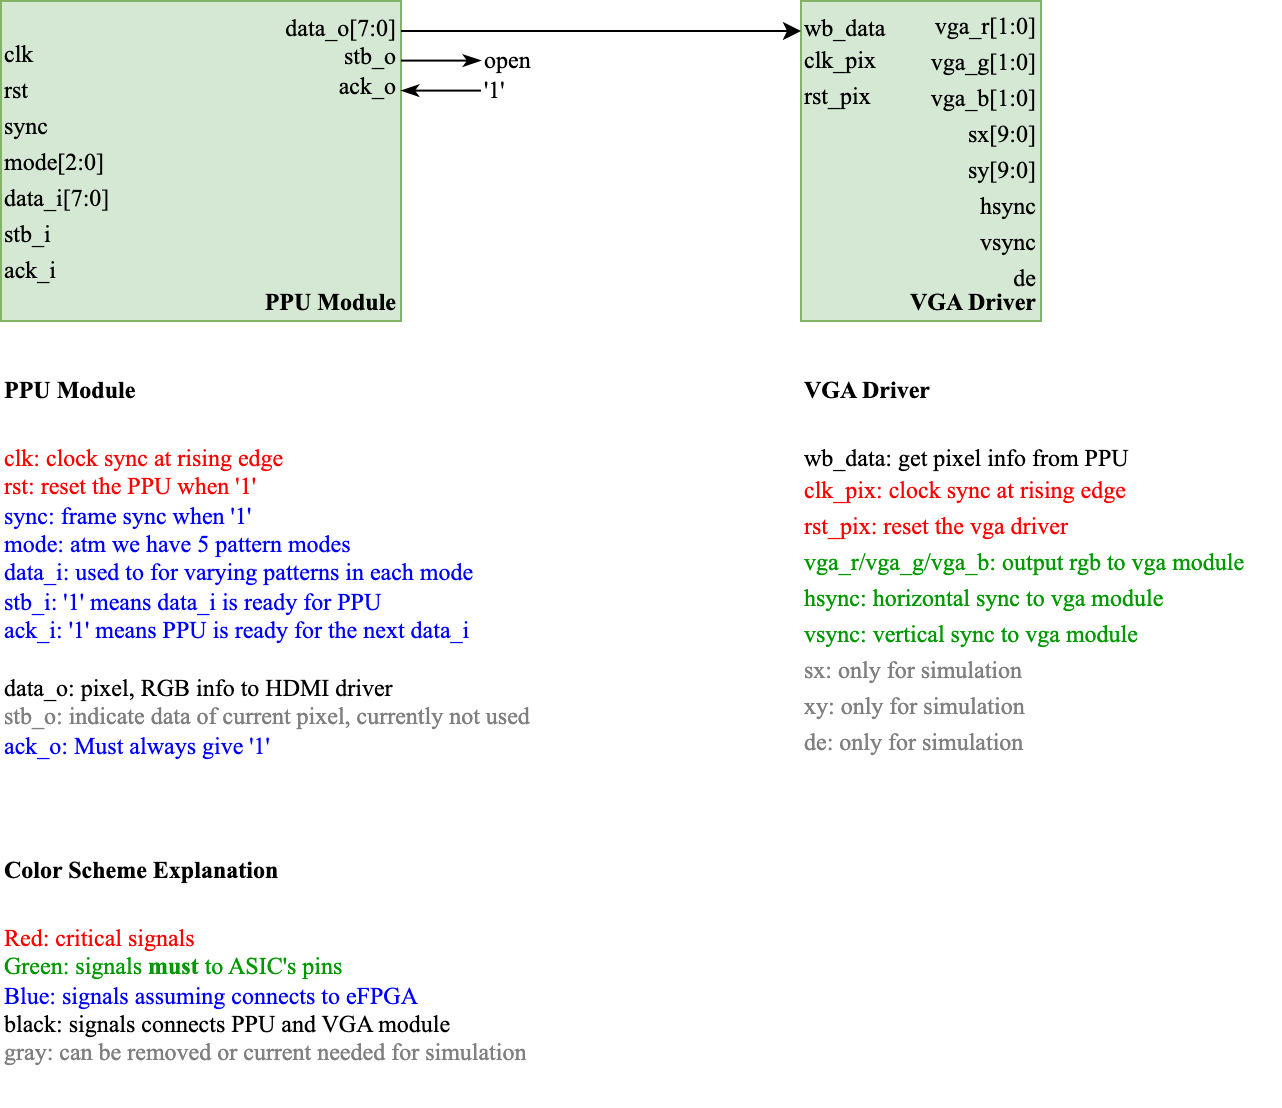 data_o[7:0]
stb_o
ack_o
clk
rst
sync
mode[2:0]
data_i[7:0]
stb_i
ack_i
PPU Module
open
'1'
wb_data
clk_pix
rst_pix
vga_r[1:0]
vga_g[1:0]
vga_b[1:0]
sx[9:0]
sy[9:0]
hsync
vsync
de
VGA Driver
PPU Module
clk: clock sync at rising edge
rst: reset the PPU when '1'
sync: frame sync when '1'
mode: atm we have 5 pattern modes
data_i: used to for varying patterns in each mode
stb_i: '1' means data_i is ready for PPU
ack_i: '1' means PPU is ready for the next data_i
data_o: pixel, RGB info to HDMI driver
stb_o: indicate data of current pixel, currently not used
ack_o: Must always give '1'
VGA Driver
wb_data: get pixel info from PPU
clk_pix: clock sync at rising edge
rst_pix: reset the vga driver
vga_r/vga_g/vga_b: output rgb to vga module
hsync: horizontal sync to vga module
vsync: vertical sync to vga module
sx: only for simulation
xy: only for simulation
de: only for simulation
Color Scheme Explanation
Red: critical signals
Green: signals must to ASIC's pins
Blue: signals assuming connects to eFPGA
black: signals connects PPU and VGA module
gray: can be removed or current needed for simulation